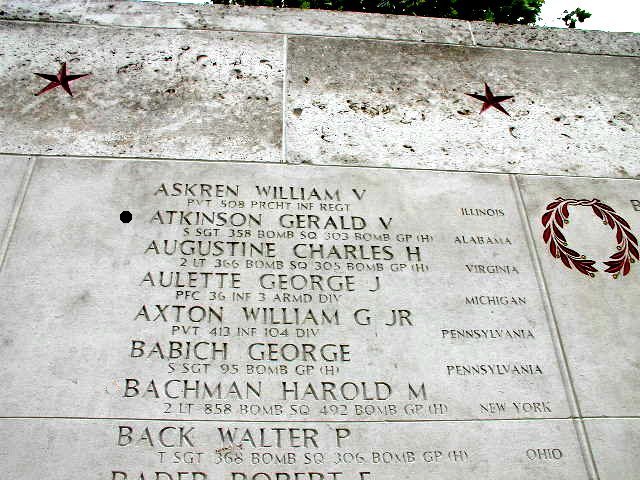 ASKREN WILLIAM V
PVT 508 PRCHT INF REGT ILLINOIS
ATKINSON GERALD V
S SGT 358 BOMB SQ 303 BOMB GP (H) ALABAMA
AUGUSTINE CHARLES H
2 LT 366 BOMB SQ 305 BOMB GP (H) VIRGINIA
AULETTE GEORGE J
PFC 36 INF 3 ARMD DIV MICHIGAN
AXTON WILLIAM G JR
PVT 413 INF 104 DIV PENNSYLVANIA
BABICH GEORGE
S SGT 95 BOMB GP (H) PENNSYLVANIA
BACHMAN HAROLD M
2 LT 858 BOMB SQ 492 BOMB GP (H) NEW YORK
BACK WALTER P
T SGT 368 BOMB SQ 306 BOMB GP (H) OHIO
BADER ROBERT